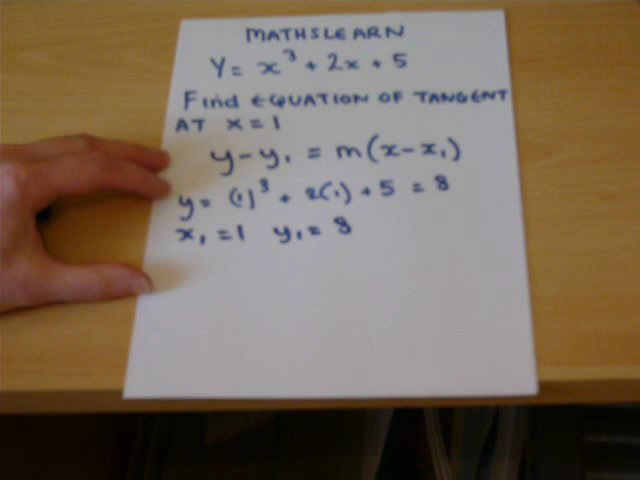 MATHSLEARN
Y = x³ + 2x + 5
Find EQUATION OF TANGENT
AT x = 1
y - y₁ = m(x - x₁)
y = (1)³ + 2(1) + 5 = 8
x₁ = 1 y₁ = 8